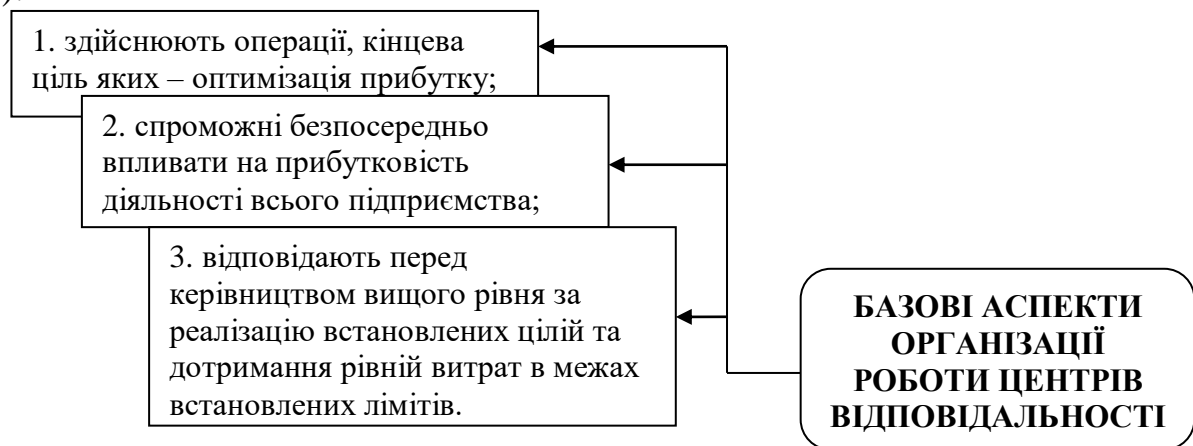 1. здійснюють операції, кінцева
ціль яких – оптимізація прибутку;
2. спроможні безпосередньо
впливати на прибутковість
діяльності всього підприємства;
3. відповідають перед
керівництвом вищого рівня за
реалізацію встановлених цілій та
дотримання рівній витрат в межах
встановлених лімітів.
БАЗОВІ АСПЕКТИ
ОРГАНІЗАЦІЇ
РОБОТИ ЦЕНТРІВ
ВІДПОВІДАЛЬНОСТІ